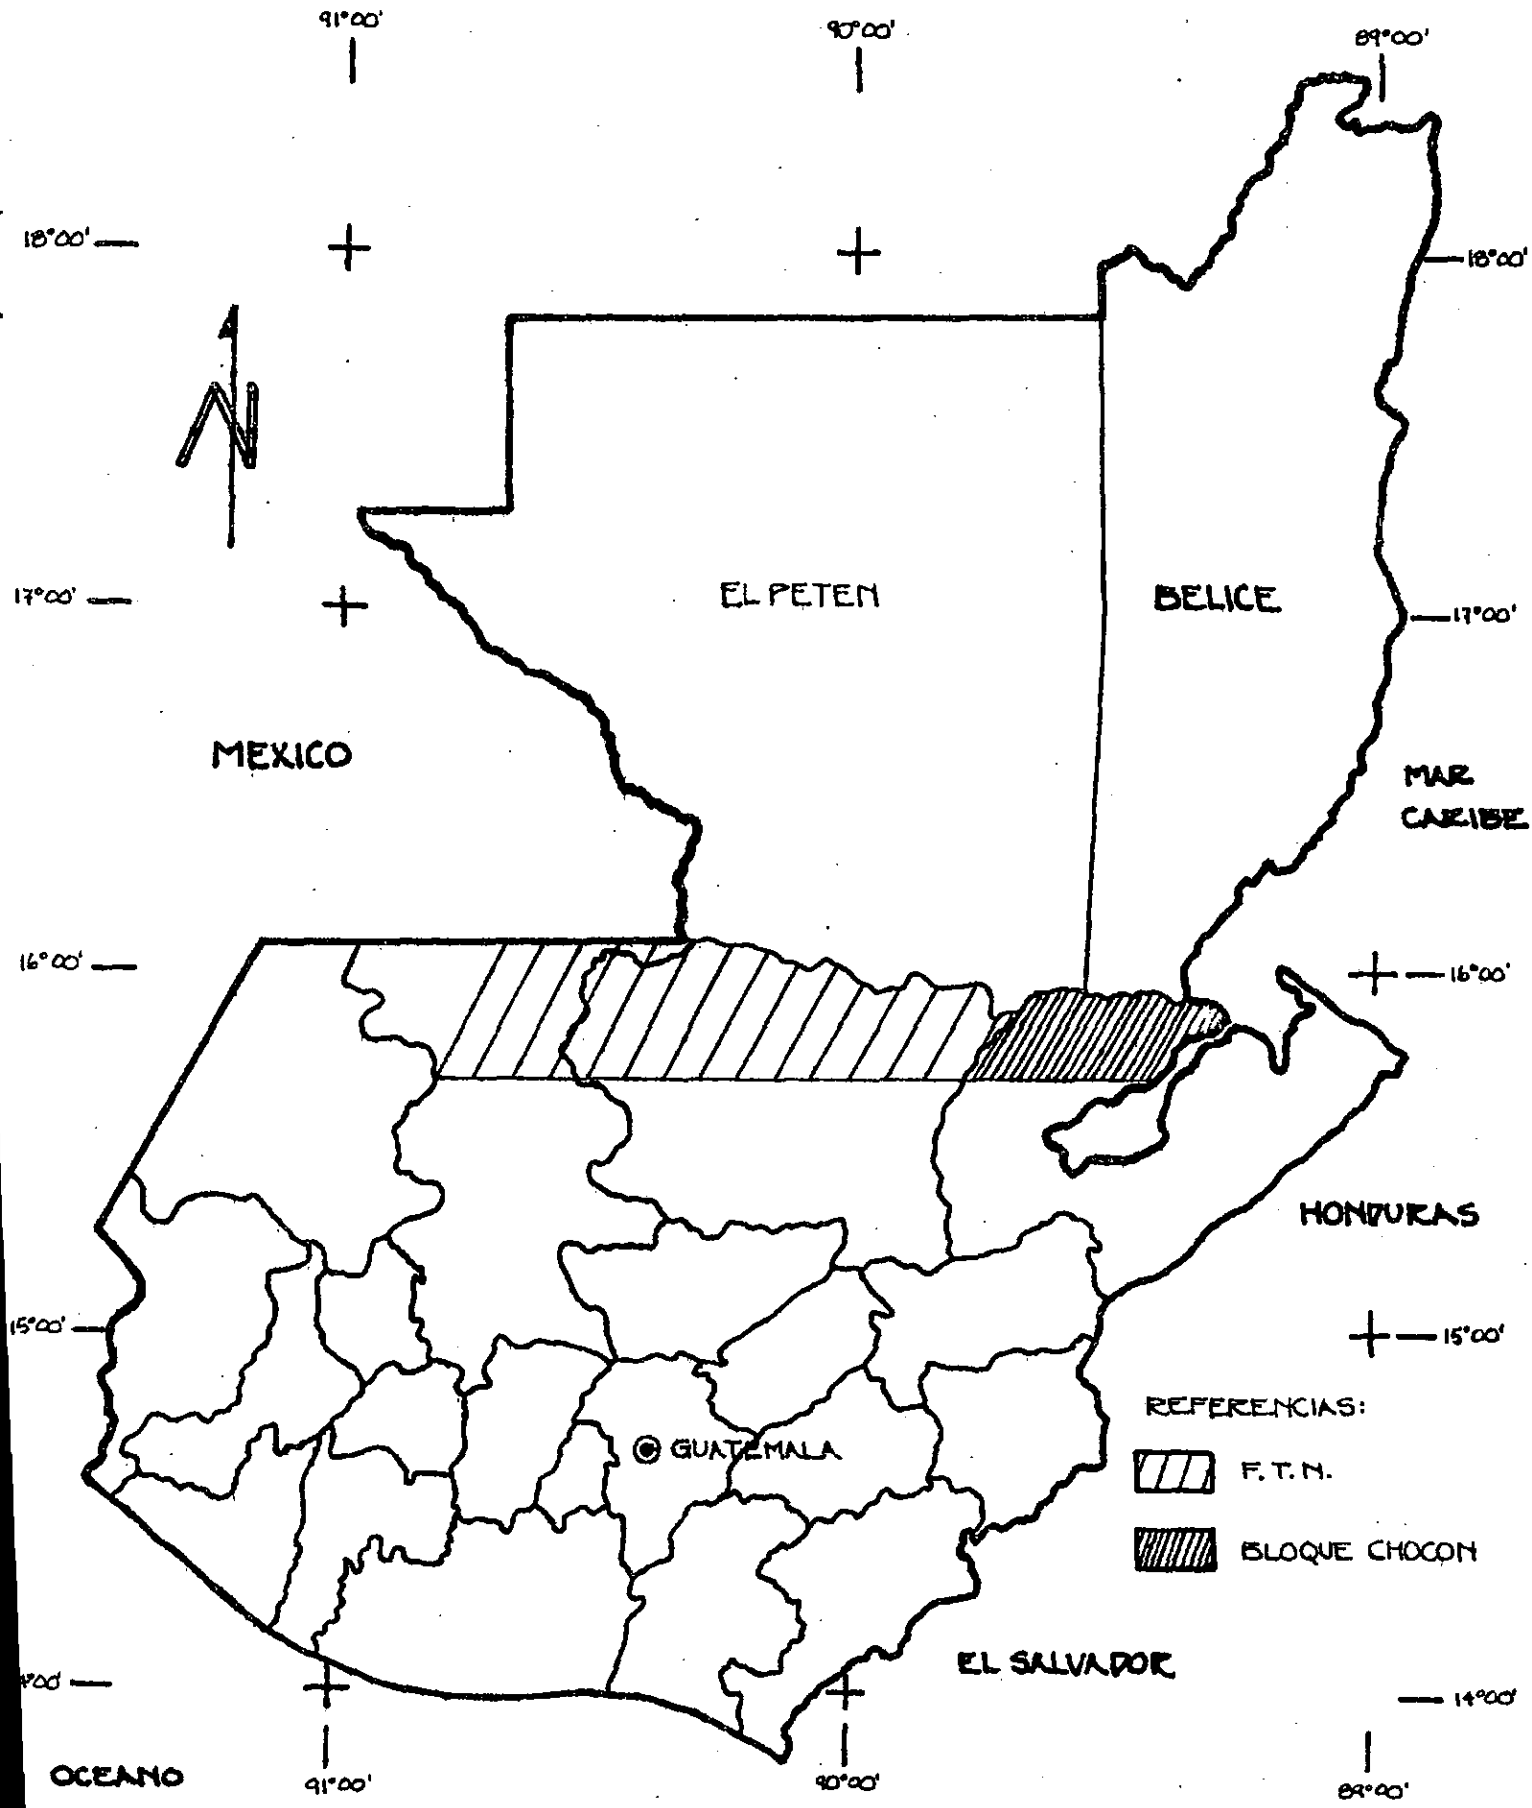 91°00' 90°00' 89°00'
18°00' 18°00'
N
17°00' EL PETEN BELICE 17°00'
MEXICO
MAR
CARIBE
16°00' 16°00'
HONDURAS
15°00' 15°00'
REFERENCIAS:
GUATEMALA
F. T. N.
BLOQUE CHOCON
EL SALVADOR
14°00'
OCEANO
91°00' 90°00' 89°00'